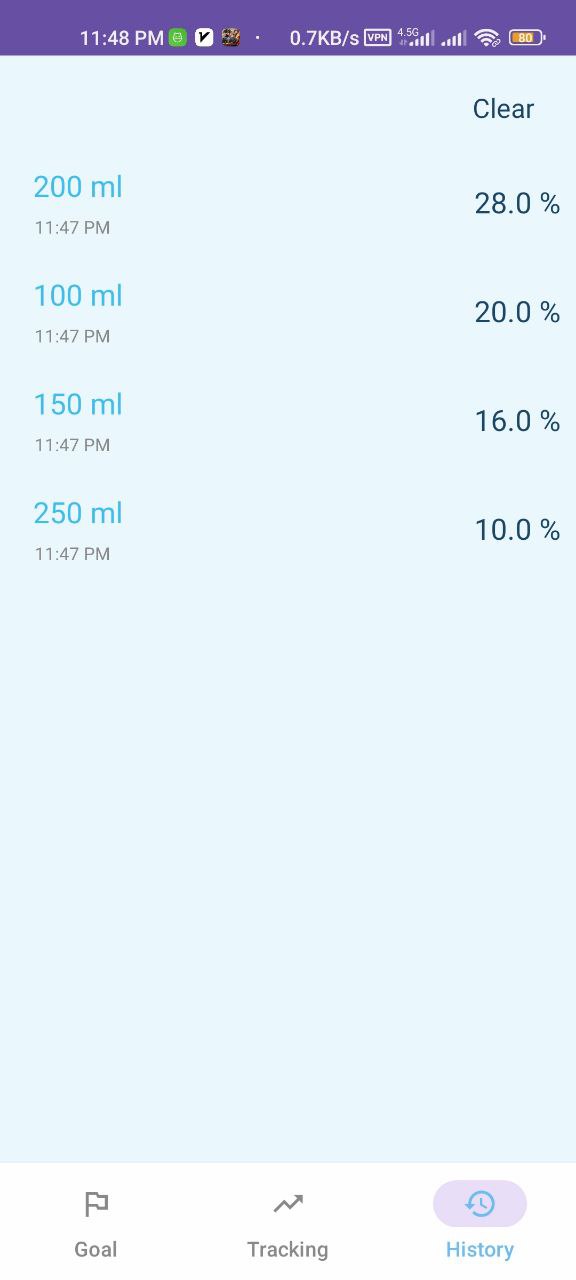 11:48 PM 0.7KB/s VPN 4.5G 80
Clear
200 ml
28.0 %
11:47 PM
100 ml
20.0 %
11:47 PM
150 ml
16.0 %
11:47 PM
250 ml
10.0 %
11:47 PM
Goal Tracking History